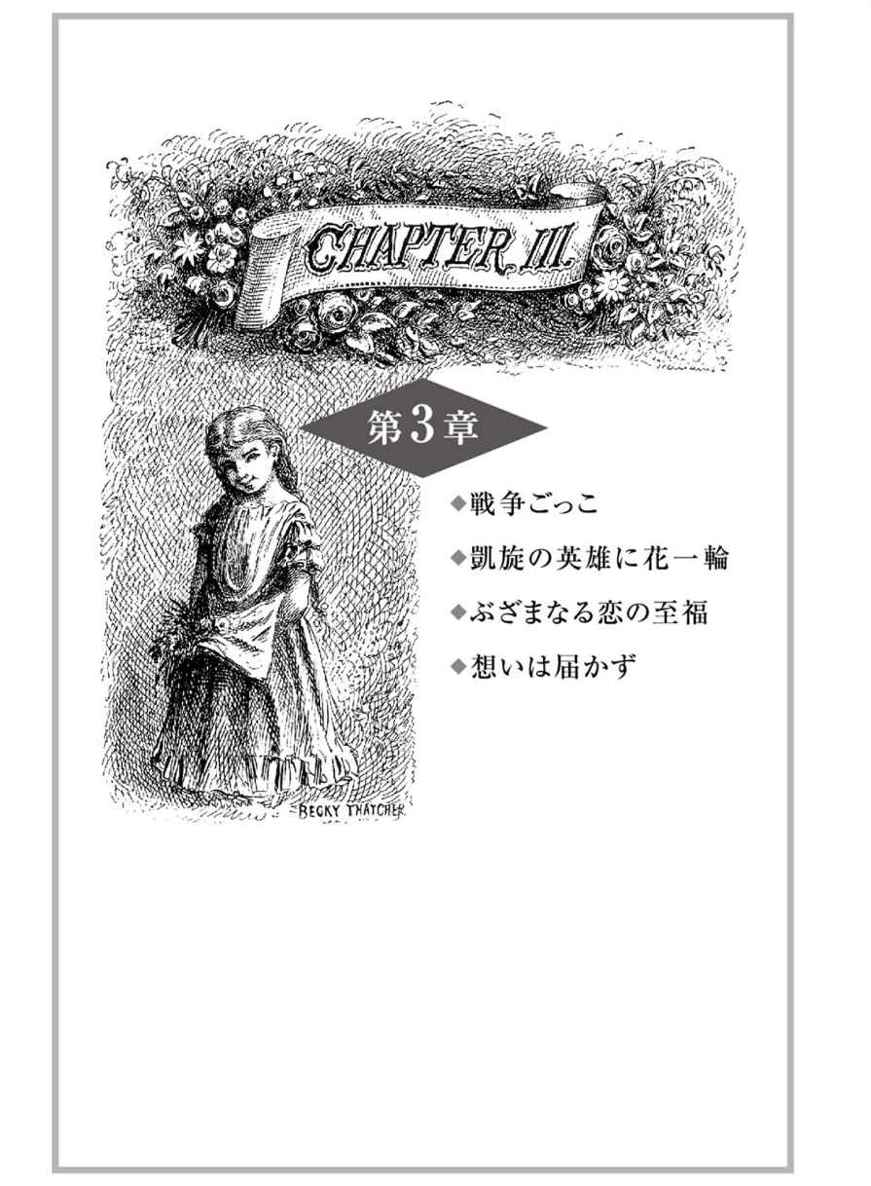 CHAPTER III.
第3章
◆戦争ごっこ
◆凱旋の英雄に花一輪
◆ぶざまなる恋の至福
◆想いは届かず
BECKY THATCHER